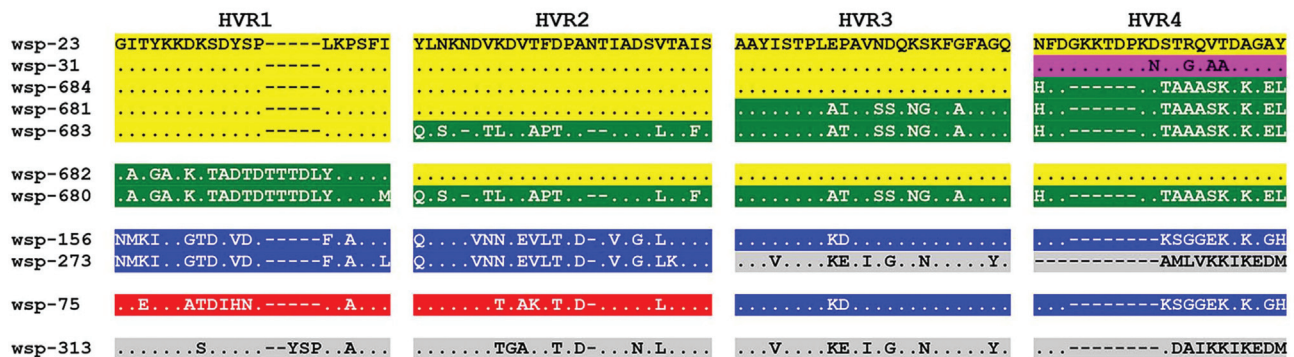 HVR1 HVR2 HVR3 HVR4
wsp-23 GITYKKDKSDYSP-----LKPSFI YLNKNDVKDVTFDPANTIADSVTAIS AAYISTPLEPAVNDQKSKFGFAGQ NFDGKKTDPKDSTRQVTDAGAY
wsp-31 .............-----...... .......................... ........................ ..........N..G.AA.....
wsp-684 .............-----...... .......................... ........................ H..------..TAAASK.K.EL
wsp-681 .............-----...... .......................... ........AI..SS.NG..A.... H..------..TAAASK.K.EL
wsp-683 .............-----...... Q.S.-.TL..APT..--....L..F. ........AT..SS.NG..A.... H..------..TAAASK.K.EL
wsp-682 .A.GA.K.TADTDTTTDLY..... .......................... ........................ ......................
wsp-680 .A.GA.K.TADTDTTTDLY....M Q.S.-.TL..APT..--....L..F. ........AT..SS.NG..A.... H..------..TAAASK.K.EL
wsp-156 NMKI..GTD.VD.-----F.A... Q....VNN.EVLT.D-.V.G.L.... ........KD.............. ...--------KSGGEK.K.GH
wsp-273 NMKI..GTD.VD.-----F.A..L Q....VNN.EVLT.D-.V.G.LK... ...V....KE.I.G..N.....Y. -----------AMLVKKIKEDM
wsp-75 ..E...ATDIHN.-----..A... .......T.AK.T.D-.....L.... ........KD.............. ...--------KSGGEK.K.GH
wsp-313 .......S.....--YSP..A... .......TGA..T.D-...N.L.... ...V....KE.I.G..N.....Y. ...--------.DAIKKIKEDM